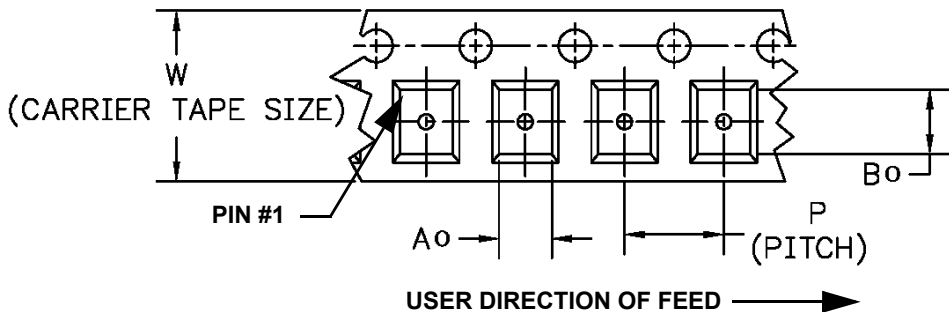 W
(CARRIER TAPE SIZE)
PIN #1
Ao
Bo
P
(PITCH)
USER DIRECTION OF FEED